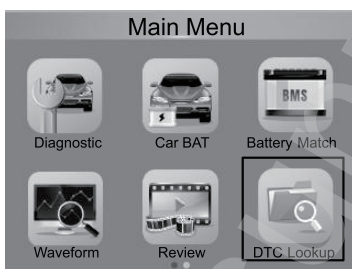 Main Menu
BMS
Diagnostic Car BAT Battery Match
Waveform Review DTC Lookup